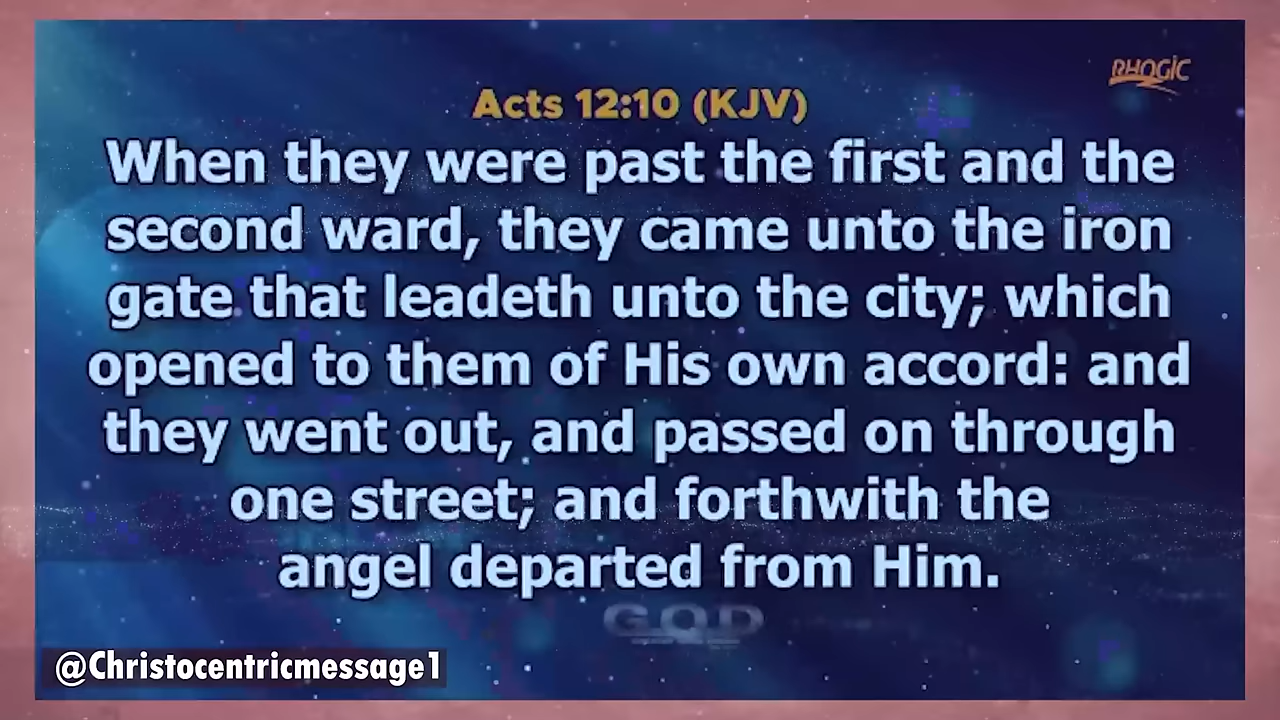 RHOGIC
Acts 12:10 (KJV)
When they were past the first and the
second ward, they came unto the iron
gate that leadeth unto the city; which
opened to them of His own accord: and
they went out, and passed on through
one street; and forthwith the
angel departed from Him.
G.O.D
@Christocentricmessage1